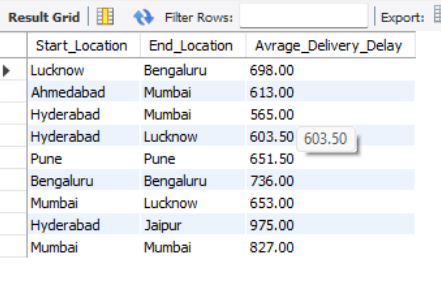 Result Grid Filter Rows: Export:
Start_Location End_Location Avrage_Delivery_Delay
Lucknow Bengaluru 698.00
Ahmedabad Mumbai 613.00
Hyderabad Mumbai 565.00
Hyderabad Lucknow 603.50 603.50
Pune Pune 651.50
Bengaluru Bengaluru 736.00
Mumbai Lucknow 653.00
Hyderabad Jaipur 975.00
Mumbai Mumbai 827.00